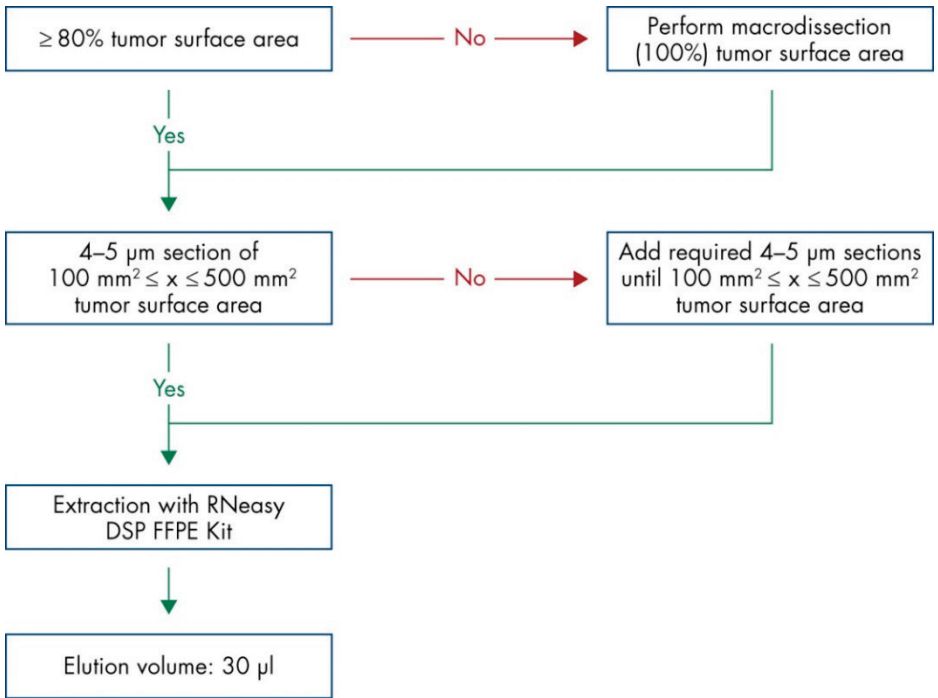 ≥ 80% tumor surface area
No
Perform macrodissection
(100%) tumor surface area
Yes
4–5 µm section of
100 mm² ≤ x ≤ 500 mm²
tumor surface area
No
Add required 4–5 µm sections
until 100 mm² ≤ x ≤ 500 mm²
tumor surface area
Yes
Extraction with RNeasy
DSP FFPE Kit
Elution volume: 30 µl